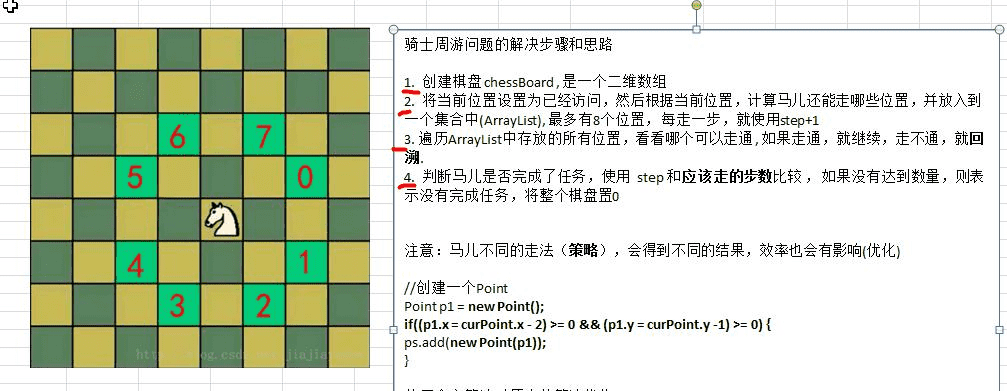 骑士周游问题的解决步骤和思路
1. 创建棋盘 chessBoard , 是一个二维数组
2. 将当前位置设置为已经访问，然后根据当前位置，计算马儿还能走哪些位置，并放入到
一个集合中(ArrayList), 最多有8个位置，每走一步，就使用step+1
3. 遍历ArrayList中存放的所有位置，看看哪个可以走通 , 如果走通，就继续，走不通，就回
溯.
4. 判断马儿是否完成了任务，使用 step 和应该走的步数比较 ，如果没有达到数量，则表
示没有完成任务，将整个棋盘置0
注意：马儿不同的走法（策略），会得到不同的结果，效率也会有影响(优化)
//创建一个Point
Point p1 = new Point();
if((p1.x = curPoint.x - 2) >= 0 && (p1.y = curPoint.y -1) >= 0) {
ps.add(new Point(p1));
}
6 7
5 0
4 1
3 2